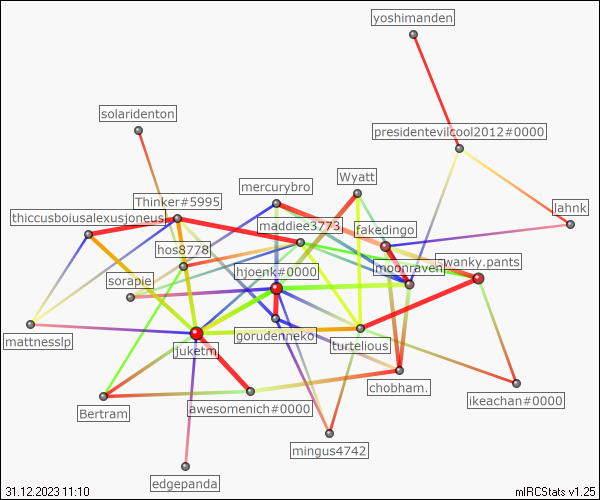 yoshimanden
solaridenton
presidentevilcool2012#0000
Wyatt
mercurybro
Thinker#5995
lahnk
thiccusboiusalexusjoneus
maddiee3773
fakedingo
hos8778
swanky.pants
hjoenk#0000
moonraven
sorapie
mattnesslp
gorudenneko
turtelious
juketm
chobham.
ikeachan#0000
Bertram
awesomenich#0000
mingus4742
edgepanda
31.12.2023 11:10
mIRCStats v1.25